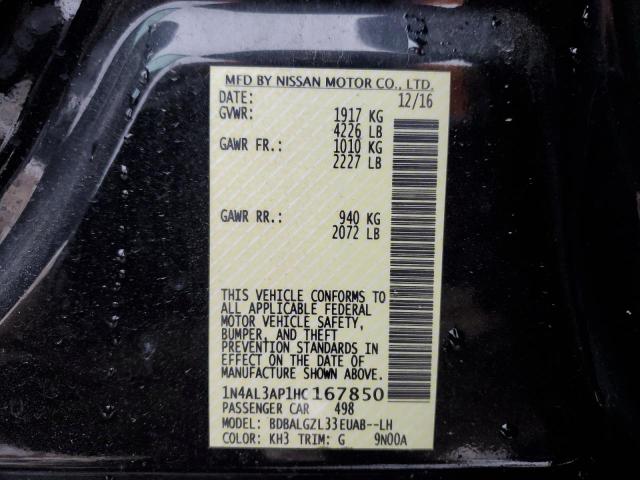 MFD BY NISSAN MOTOR CO., LTD.
DATE: 12/16
GVWR: 1917 KG
4226 LB
GAWR FR.: 1010 KG
2227 LB
GAWR RR.: 940 KG
2072 LB
THIS VEHICLE CONFORMS TO
ALL APPLICABLE FEDERAL
MOTOR VEHICLE SAFETY,
BUMPER, AND THEFT
PREVENTION STANDARDS IN
EFFECT ON THE DATE OF
MANUFACTURE SHOWN ABOVE.
1N4AL3AP1HC167850
PASSENGER CAR 498
MODEL: BDBALGZL33EUAB--LH
COLOR: KH3 TRIM: G 9N00A